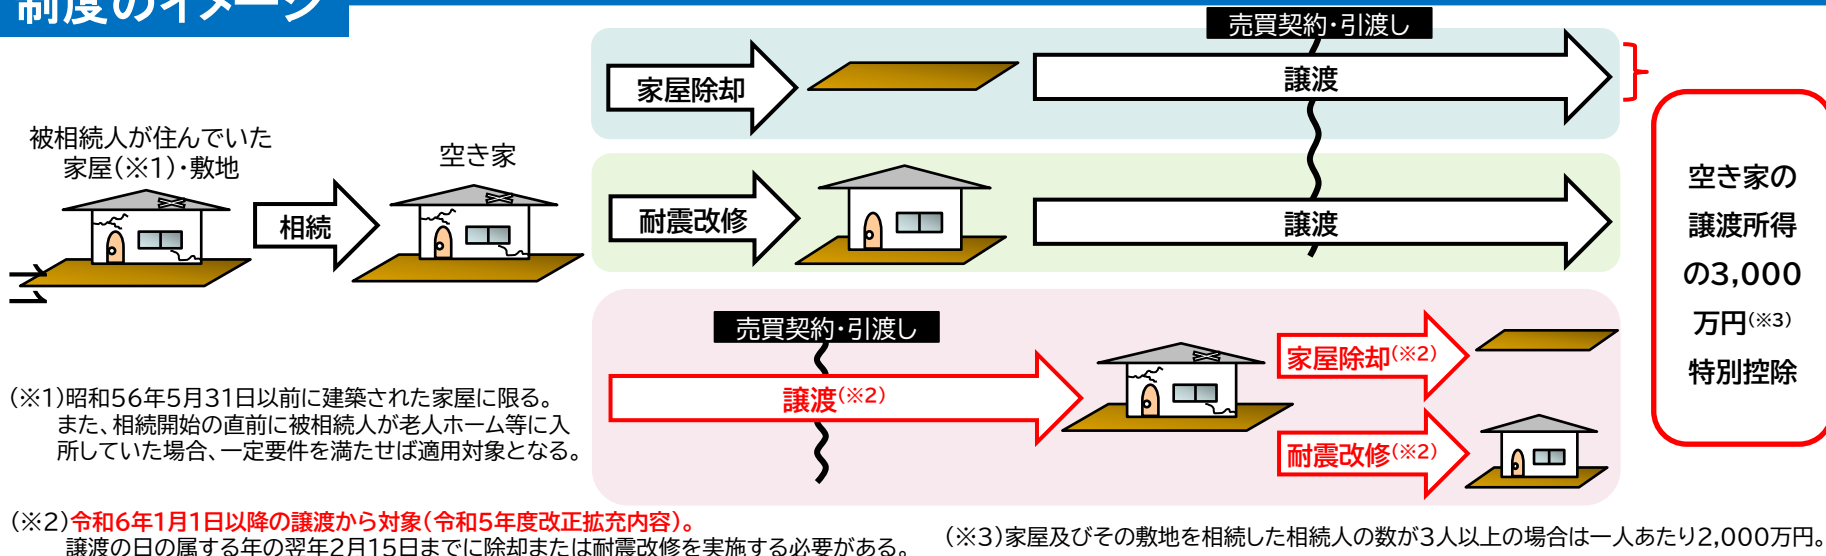 制度のイメージ
売買契約・引渡し
家屋除却
譲渡
被相続人が住んでいた
家屋(※1)・敷地
空き家
相続
耐震改修
譲渡
空き家の
譲渡所得
の3,000
万円(※3)
特別控除
売買契約・引渡し
譲渡(※2)
家屋除却(※2)
耐震改修(※2)
(※1)昭和56年5月31日以前に建築された家屋に限る。
また、相続開始の直前に被相続人が老人ホーム等に入
所していた場合、一定要件を満たせば適用対象となる。
(※2)令和6年1月1日以降の譲渡から対象(令和5年度改正拡充内容)。
譲渡の日の属する年の翌年2月15日までに除却または耐震改修を実施する必要がある。
(※3)家屋及びその敷地を相続した相続人の数が3人以上の場合は一人あたり2,000万円。